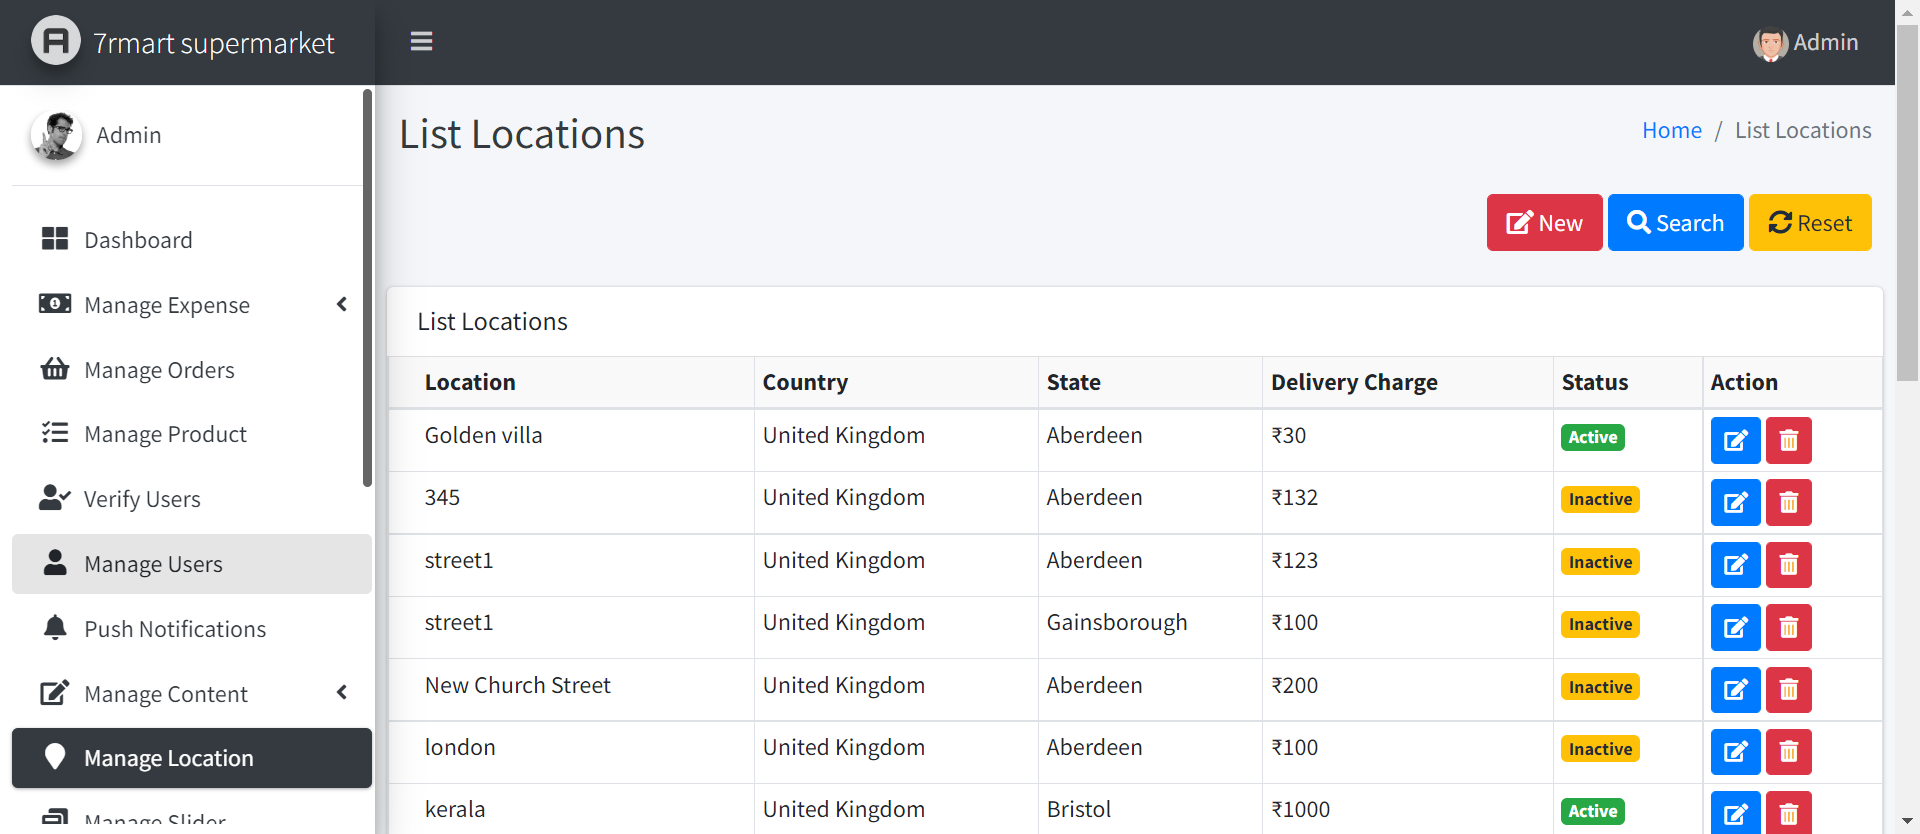 7rmart supermarket
Admin
Admin
List Locations
Home / List Locations
New Search Reset
Dashboard
Manage Expense
Manage Orders
Manage Product
Verify Users
Manage Users
Push Notifications
Manage Content
Manage Location
Manage Slider
List Locations
Location Country State Delivery Charge Status Action
Golden villa United Kingdom Aberdeen ₹30 Active
345 United Kingdom Aberdeen ₹132 Inactive
street1 United Kingdom Aberdeen ₹123 Inactive
street1 United Kingdom Gainsborough ₹100 Inactive
New Church Street United Kingdom Aberdeen ₹200 Inactive
london United Kingdom Aberdeen ₹100 Inactive
kerala United Kingdom Bristol ₹1000 Active